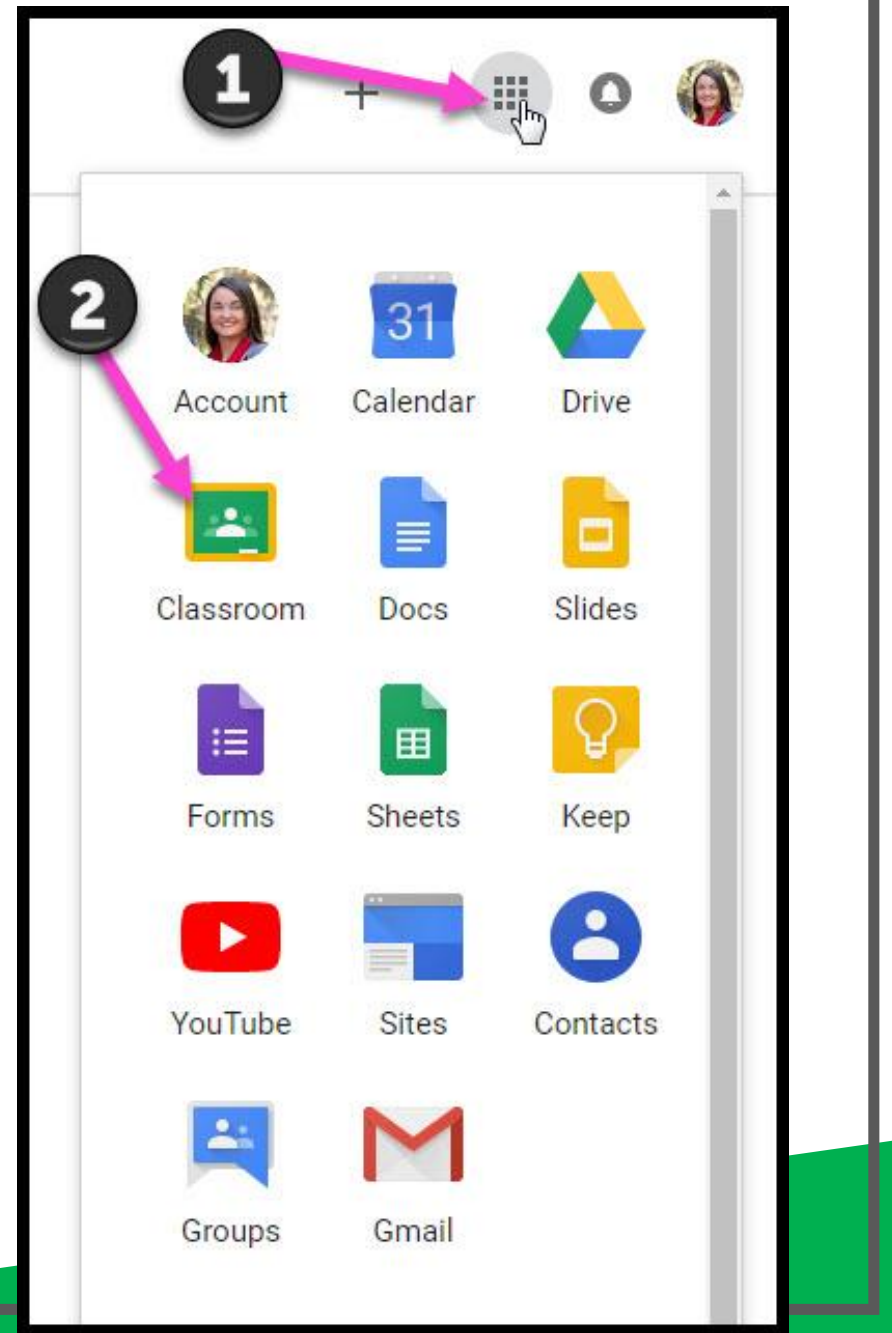 1
2
31
Account Calendar Drive
Classroom Docs Slides
Forms Sheets Keep
YouTube Sites Contacts
Groups Gmail